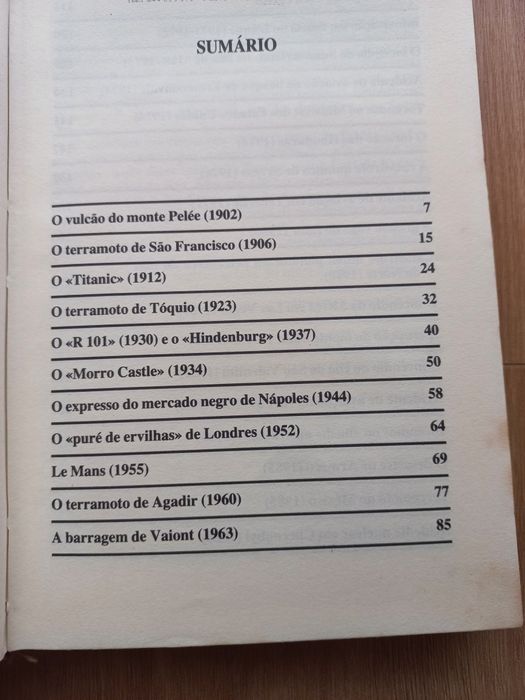 SUMÁRIO
O vulcão do monte Pelée (1902) 7
O terramoto de São Francisco (1906) 15
O «Titanic» (1912) 24
O terramoto de Tóquio (1923) 32
O «R 101» (1930) e o «Hindenburg» (1937) 40
O «Morro Castle» (1934) 50
O expresso do mercado negro de Nápoles (1944) 58
O «puré de ervilhas» de Londres (1952) 64
Le Mans (1955) 69
O terramoto de Agadir (1960) 77
A barragem de Vaiont (1963) 85